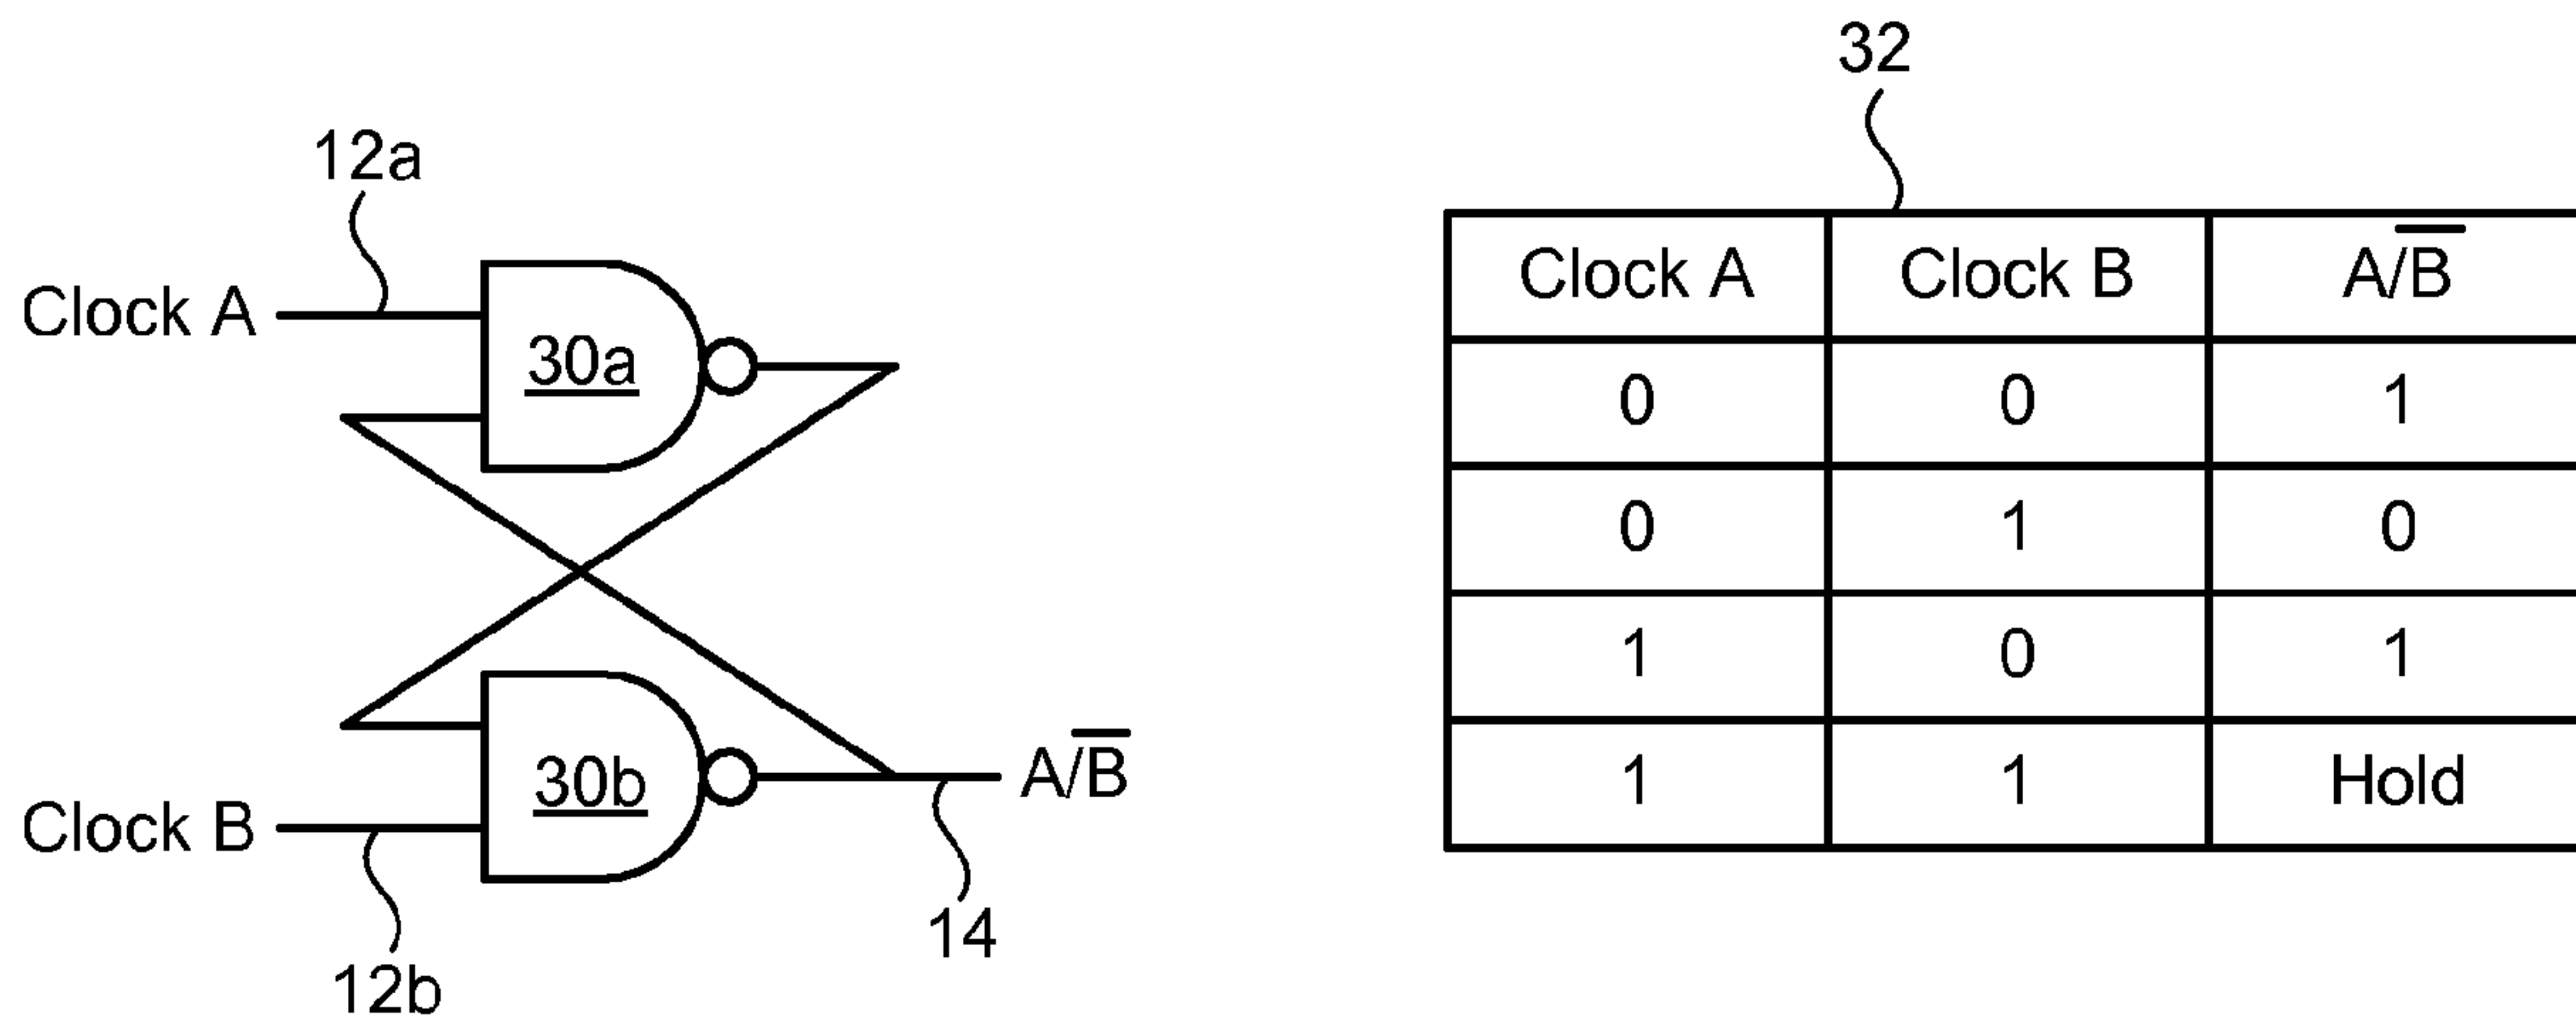 32
12a
Clock A
30a
30b
A/B̅
Clock B
14
12b
Clock A Clock B A/B̅
0 0 1
0 1 0
1 0 1
1 1 Hold